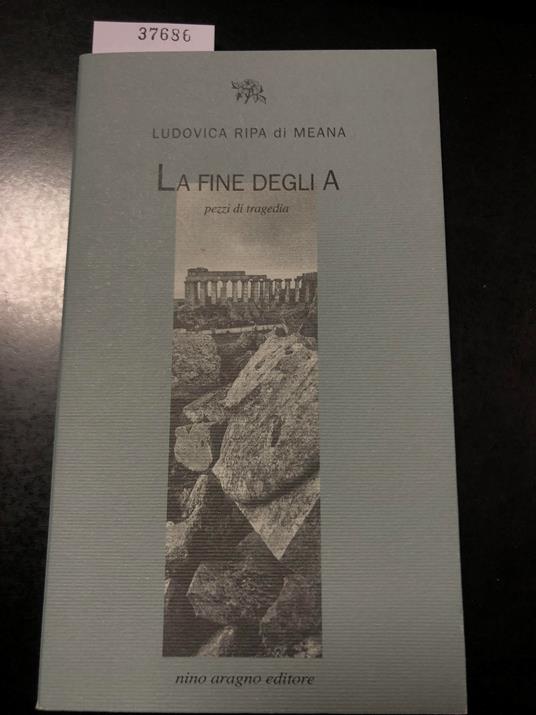 37686
LUDOVICA RIPA di MEANA
LA FINE DEGLI A
pezzi di tragedia
nino aragno editore